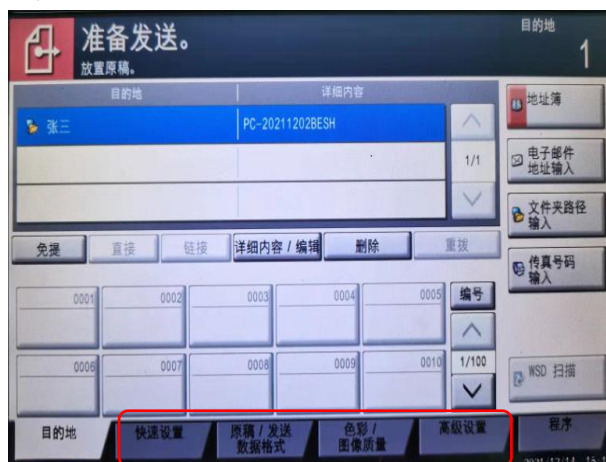 准备发送。
放置原稿。
目的地
1
目的地 详细内容
张三 PC-20211202BESH
1/1
地址簿
电子邮件
地址输入
文件夹路径
输入
传真号码
输入
WSD 扫描
免提 直接 链接 详细内容 / 编辑 删除 重拨
0001 0002 0003 0004 0005 编号
0006 0007 0008 0009 0010 1/100
目的地 快速设置 原稿 / 发送
数据格式 色彩 /
图像质量 高级设置 程序